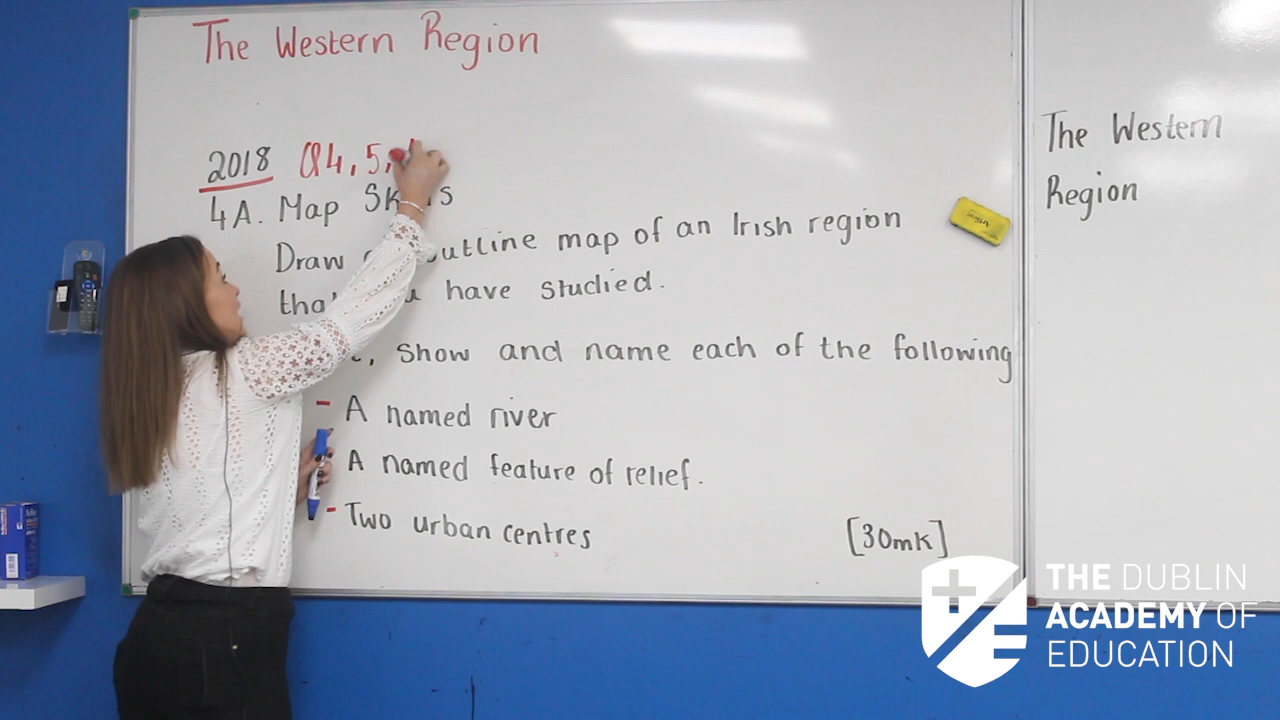 The Western Region
2018 Q4, 5,
4A. Map
Draw outline map of an Irish region
have studied.
show and name each of the following
- A named river
A named feature of relief.
- Two urban centres
[30mk]
The Western
Region
THE DUBLIN
ACADEMY OF
EDUCATION